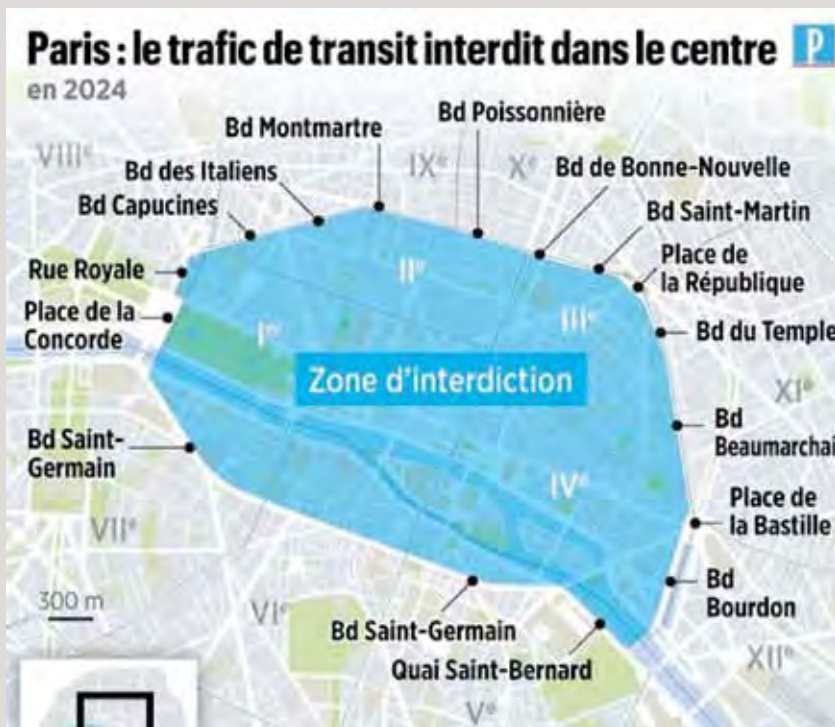 Paris : le trafic de transit interdit dans le centre P
en 2024
Bd Poissonnière
Bd Montmartre
VIIIᵉ
IXᵉ
Xᵉ
Bd des Italiens
Bd de Bonne-Nouvelle
Bd Capucines
Bd Saint-Martin
Rue Royale
Place de
la République
IIᵉ
Place de la
Concorde
Iᵉʳ
IIIᵉ
Bd du Temple
Zone d'interdiction
XIᵉ
Bd
Beaumarchai
Bd Saint-
Germain
IVᵉ
Place de
la Bastille
VIIᵉ
Bd
Bourdon
300 m
VIᵉ
Bd Saint-Germain
Quai Saint-Bernard
XIIᵉ
Vᵉ